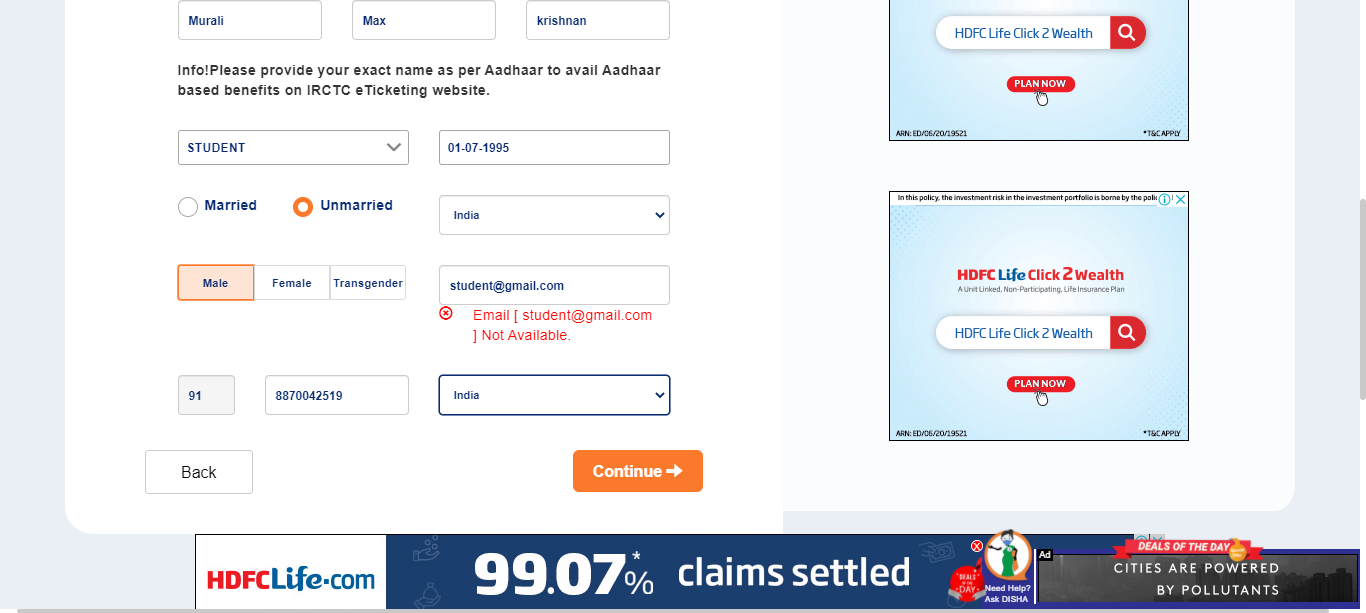 Murali Max krishnan
Info!Please provide your exact name as per Aadhaar to avail Aadhaar
based benefits on IRCTC eTicketing website.
STUDENT 01-07-1995
Married Unmarried India
Male Female Transgender student@gmail.com
Email [ student@gmail.com
] Not Available.
91 8870042519 India
Back Continue
HDFC Life Click 2 Wealth
PLAN NOW
ARN: ED/06/20/19521 *T&C APPLY
In this policy, the investment risk in the investment portfolio is borne by the poli
HDFC Life Click 2 Wealth
A Unit Linked, Non-Participating, Life Insurance Plan
HDFC Life Click 2 Wealth
PLAN NOW
ARN: ED/06/20/19521 *T&C APPLY
HDFCLife.com
99.07%* claims settled
DEALS OF THE DAY
Need Help?
Ask DISHA
Ad
DEALS OF THE DAY
CITIES ARE POWERED
BY POLLUTANTS